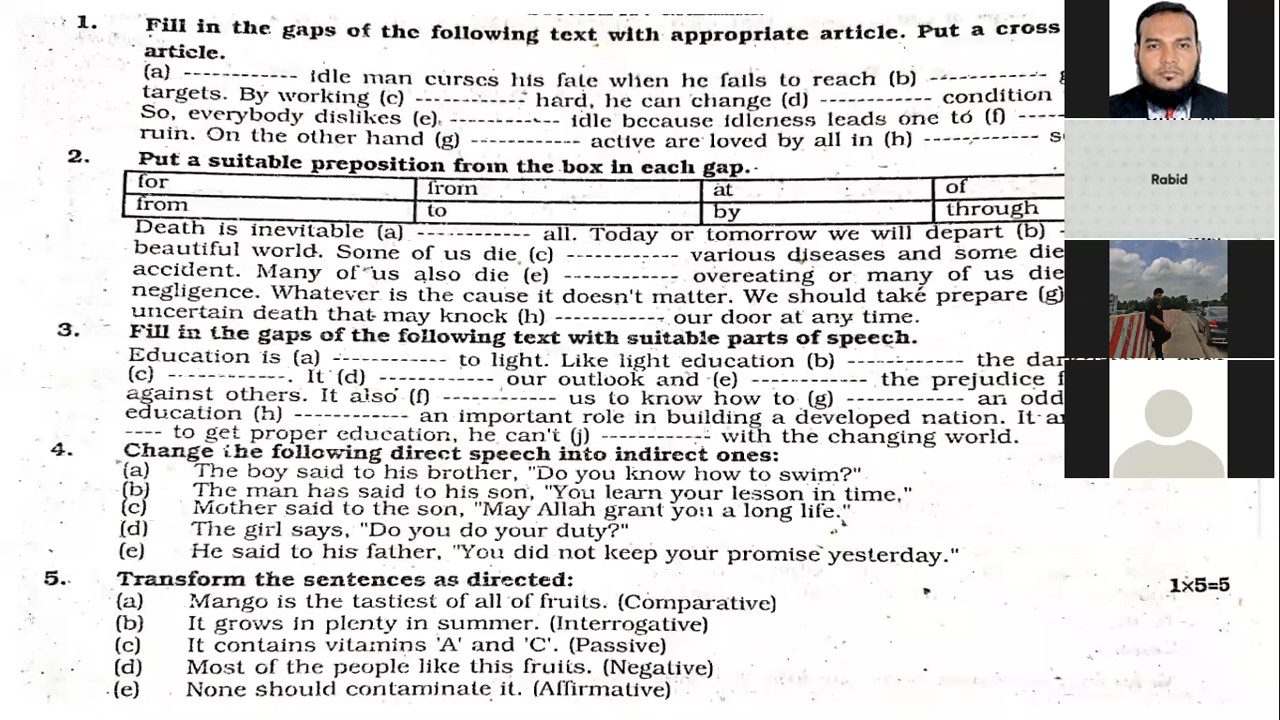 1. Fill in the gaps of the following text with appropriate article. Put a cross
article.
(a) ------------ idle man curses his fate when he fails to reach (b) -----------
targets. By working (c) ------------ hard, he can change (d) ------------ condition
So, everybody dislikes (e) ------------ idle because idleness leads one to (f) -----
ruin. On the other hand (g) ------------ active are loved by all in (h) ------------ s
2. Put a suitable preposition from the box in each gap.
for from at of
from to by through
Death is inevitable (a) ------------ all. Today or tomorrow we will depart (b) -
beautiful world. Some of us die (c) ------------ various diseases and some die
accident. Many of us also die (e) ------------ overeating or many of us die
negligence. Whatever is the cause it doesn't matter. We should take prepare (g)
uncertain death that may knock (h) ------------ our door at any time.
3. Fill in the gaps of the following text with suitable parts of speech.
Education is (a) ------------ to light. Like light education (b) ------------ the dar
(c) ------------. It (d) ------------ our outlook and (e) ------------ the prejudice f
against others. It also (f) ------------ us to know how to (g) ------------ an odd
education (h) ------------ an important role in building a developed nation. It a
---- to get proper education, he can't (j) ------------ with the changing world.
4. Change the following direct speech into indirect ones:
(a) The boy said to his brother, "Do you know how to swim?"
(b) The man has said to his son, "You learn your lesson in time,"
(c) Mother said to the son, "May Allah grant you a long life."
(d) The girl says, "Do you do your duty?"
(e) He said to his father, "You did not keep your promise yesterday."
5. Transform the sentences as directed: 1×5=5
(a) Mango is the tastiest of all of fruits. (Comparative)
(b) It grows in plenty in summer. (Interrogative)
(c) It contains vitamins 'A' and 'C'. (Passive)
(d) Most of the people like this fruits. (Negative)
(e) None should contaminate it. (Affirmative)
Rabid